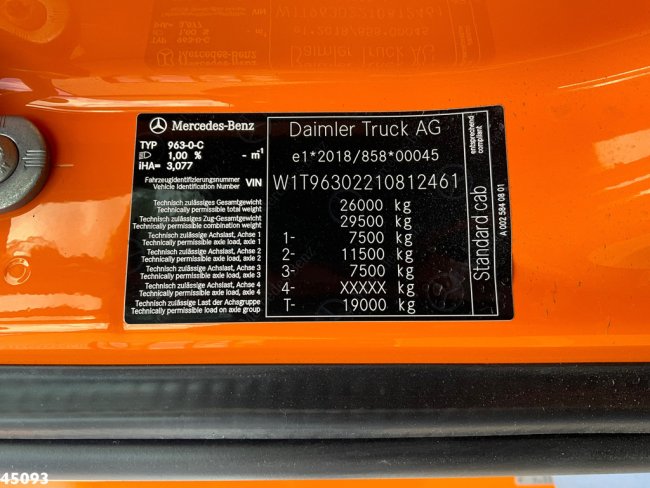 Mercedes-Benz
TYP 963-0-C
1,00 % - m⁻¹
iHA= 3,077
Fahrzeugidentifizierungsnummer
Vehicle Identification Number VIN
Technisch zulässiges Gesamtgewicht
Technically permissible total weight
Technisch zulässiges Zug-Gesamtgewicht
Technically permissible combination weight
Technisch zulässige Achslast, Achse 1
Technically permissible axle load, axle 1
Technisch zulässige Achslast, Achse 2
Technically permissible axle load, axle 2
Technisch zulässige Achslast, Achse 3
Technically permissible axle load, axle 3
Technisch zulässige Achslast, Achse 4
Technically permissible axle load, axle 4
Technisch zulässige Last der Achsgruppe
Technically permissible load on axle group
Daimler Truck AG
e1*2018/858*00045
W1T96302210812461
26000 kg
29500 kg
1- 7500 kg
2- 11500 kg
3- 7500 kg
4- XXXXX kg
T- 19000 kg
entsprechend
compliant
Standard cab
A 002 584 08 01
45093